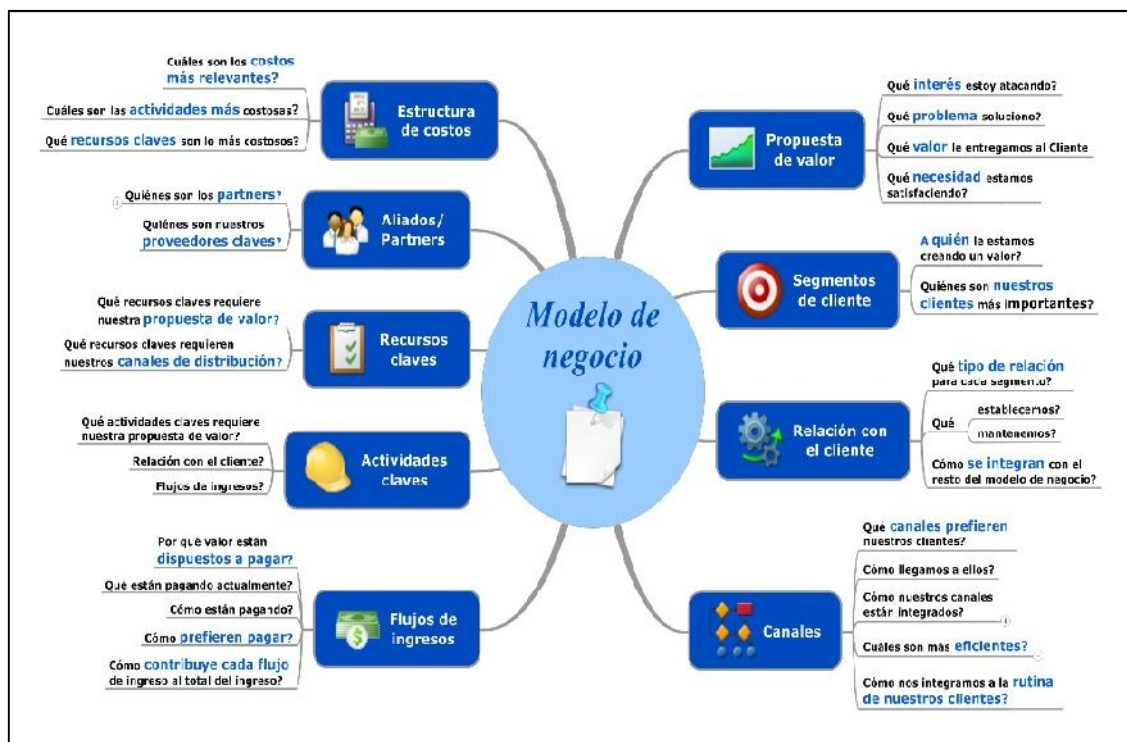 Cuáles son los costos
más relevantes?
Cuáles son las actividades más costosas?
Qué recursos claves son lo más costosos?
Estructura
de costos
Quiénes son los partners?
Quiénes son nuestros
proveedores claves?
Aliados/
Partners
Qué recursos claves requiere
nuestra propuesta de valor?
Qué recursos claves requieren
nuestros canales de distribución?
Recursos
claves
Qué actividades claves requiere
nuestra propuesta de valor?
Relación con el cliente?
Flujos de ingresos?
Actividades
claves
Por qué valor están
dispuestos a pagar?
Qué están pagando actualmente?
Cómo están pagando?
Cómo prefieren pagar?
Cómo contribuye cada flujo
de ingreso al total del ingreso?
Flujos de
ingresos
Modelo de
negocio
Propuesta
de valor
Qué interés estoy atacando?
Qué problema soluciono?
Qué valor le entregamos al Cliente
Qué necesidad estamos
satisfaciendo?
Segmentos
de cliente
A quién le estamos
creando un valor?
Quiénes son nuestros
clientes más importantes?
Relación con
el cliente
Qué tipo de relación
para cada segmento?
Qué
establecemos?
mantenemos?
Cómo se integran con el
resto del modelo de negocio?
Canales
Qué canales prefieren
nuestros clientes?
Cómo llegamos a ellos?
Cómo nuestros canales
están integrados?
Cuáles son más eficientes?
Cómo nos integramos a la rutina
de nuestros clientes?